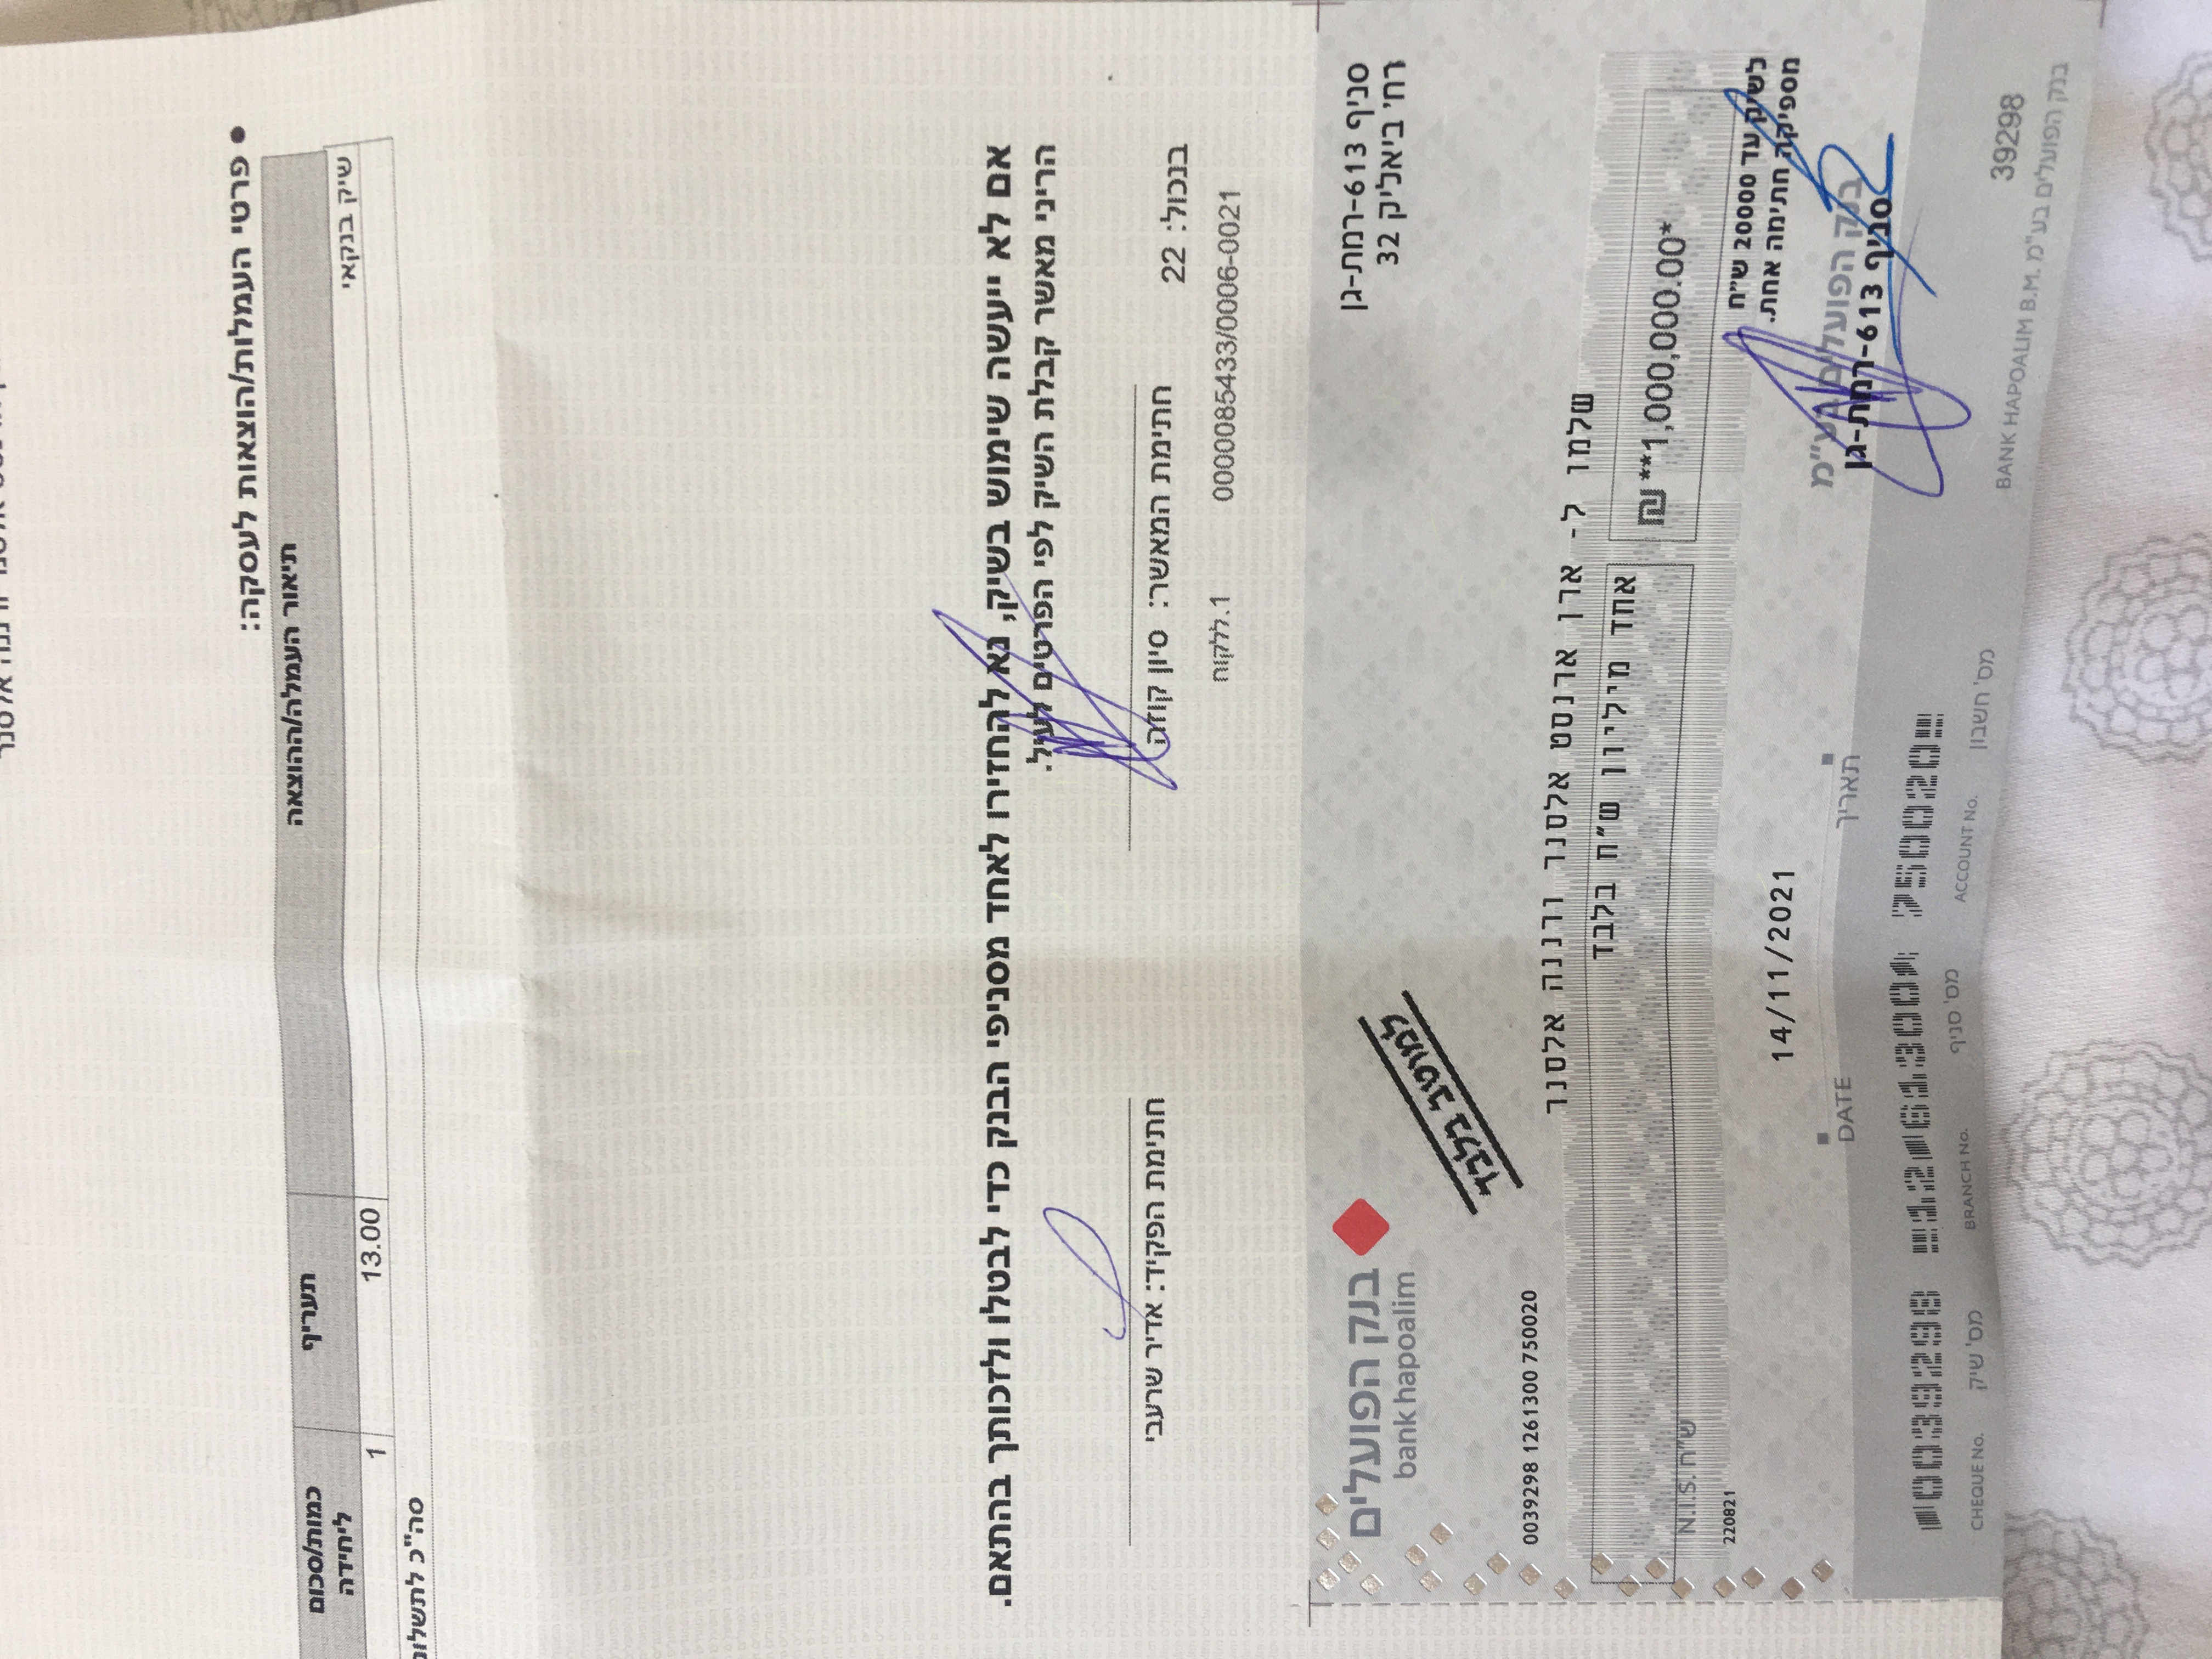 אלסנר ורננה אלסנר
• פרטי העמלות/הוצאות לעסקה:
תיאור העמלה/ההוצאה תעריף כמות/סכום
ליחידה
שיק בנקאי 13.00 1
סה"כ לתשלום
אם לא ייעשה שימוש בשיק, נא להחזירו לאחד מסניפי הבנק כדי לבטלו ולזכותך בהתאם.
הריני מאשר קבלת השיק לפי הפרטים לעיל.
בנכול: 22 חתימת המאשר: סיון קוזה חתימת הפקיד: אדיר שרעבי
0000085433/0006-0021 1.ללקוח
סניף 613-רמת-גן
רח' ביאליק 32
בנק הפועלים
bank hapoalim
למוטב בלבד
0039298 1261300 750020
שלמו ל- ארן ארנסט אלסנר ורננה אלסנר
אחד מיליון ש"ח בלבד
₪ **1,000,000.00*
N.I.S. ש"ח
220821
לשיק עד 20000 ש"ח
מספיקה חתימה אחת.
14/11/2021
DATE תאריך
בנק הפועלים בע"מ
סניף 613-רמת-גן
0039298 12 61300 750020
CHEQUE No. מס' שיק BRANCH No. מס' סניף ACCOUNT No. מס' חשבון
39298
BANK HAPOALIM B.M. בנק הפועלים בע"מ